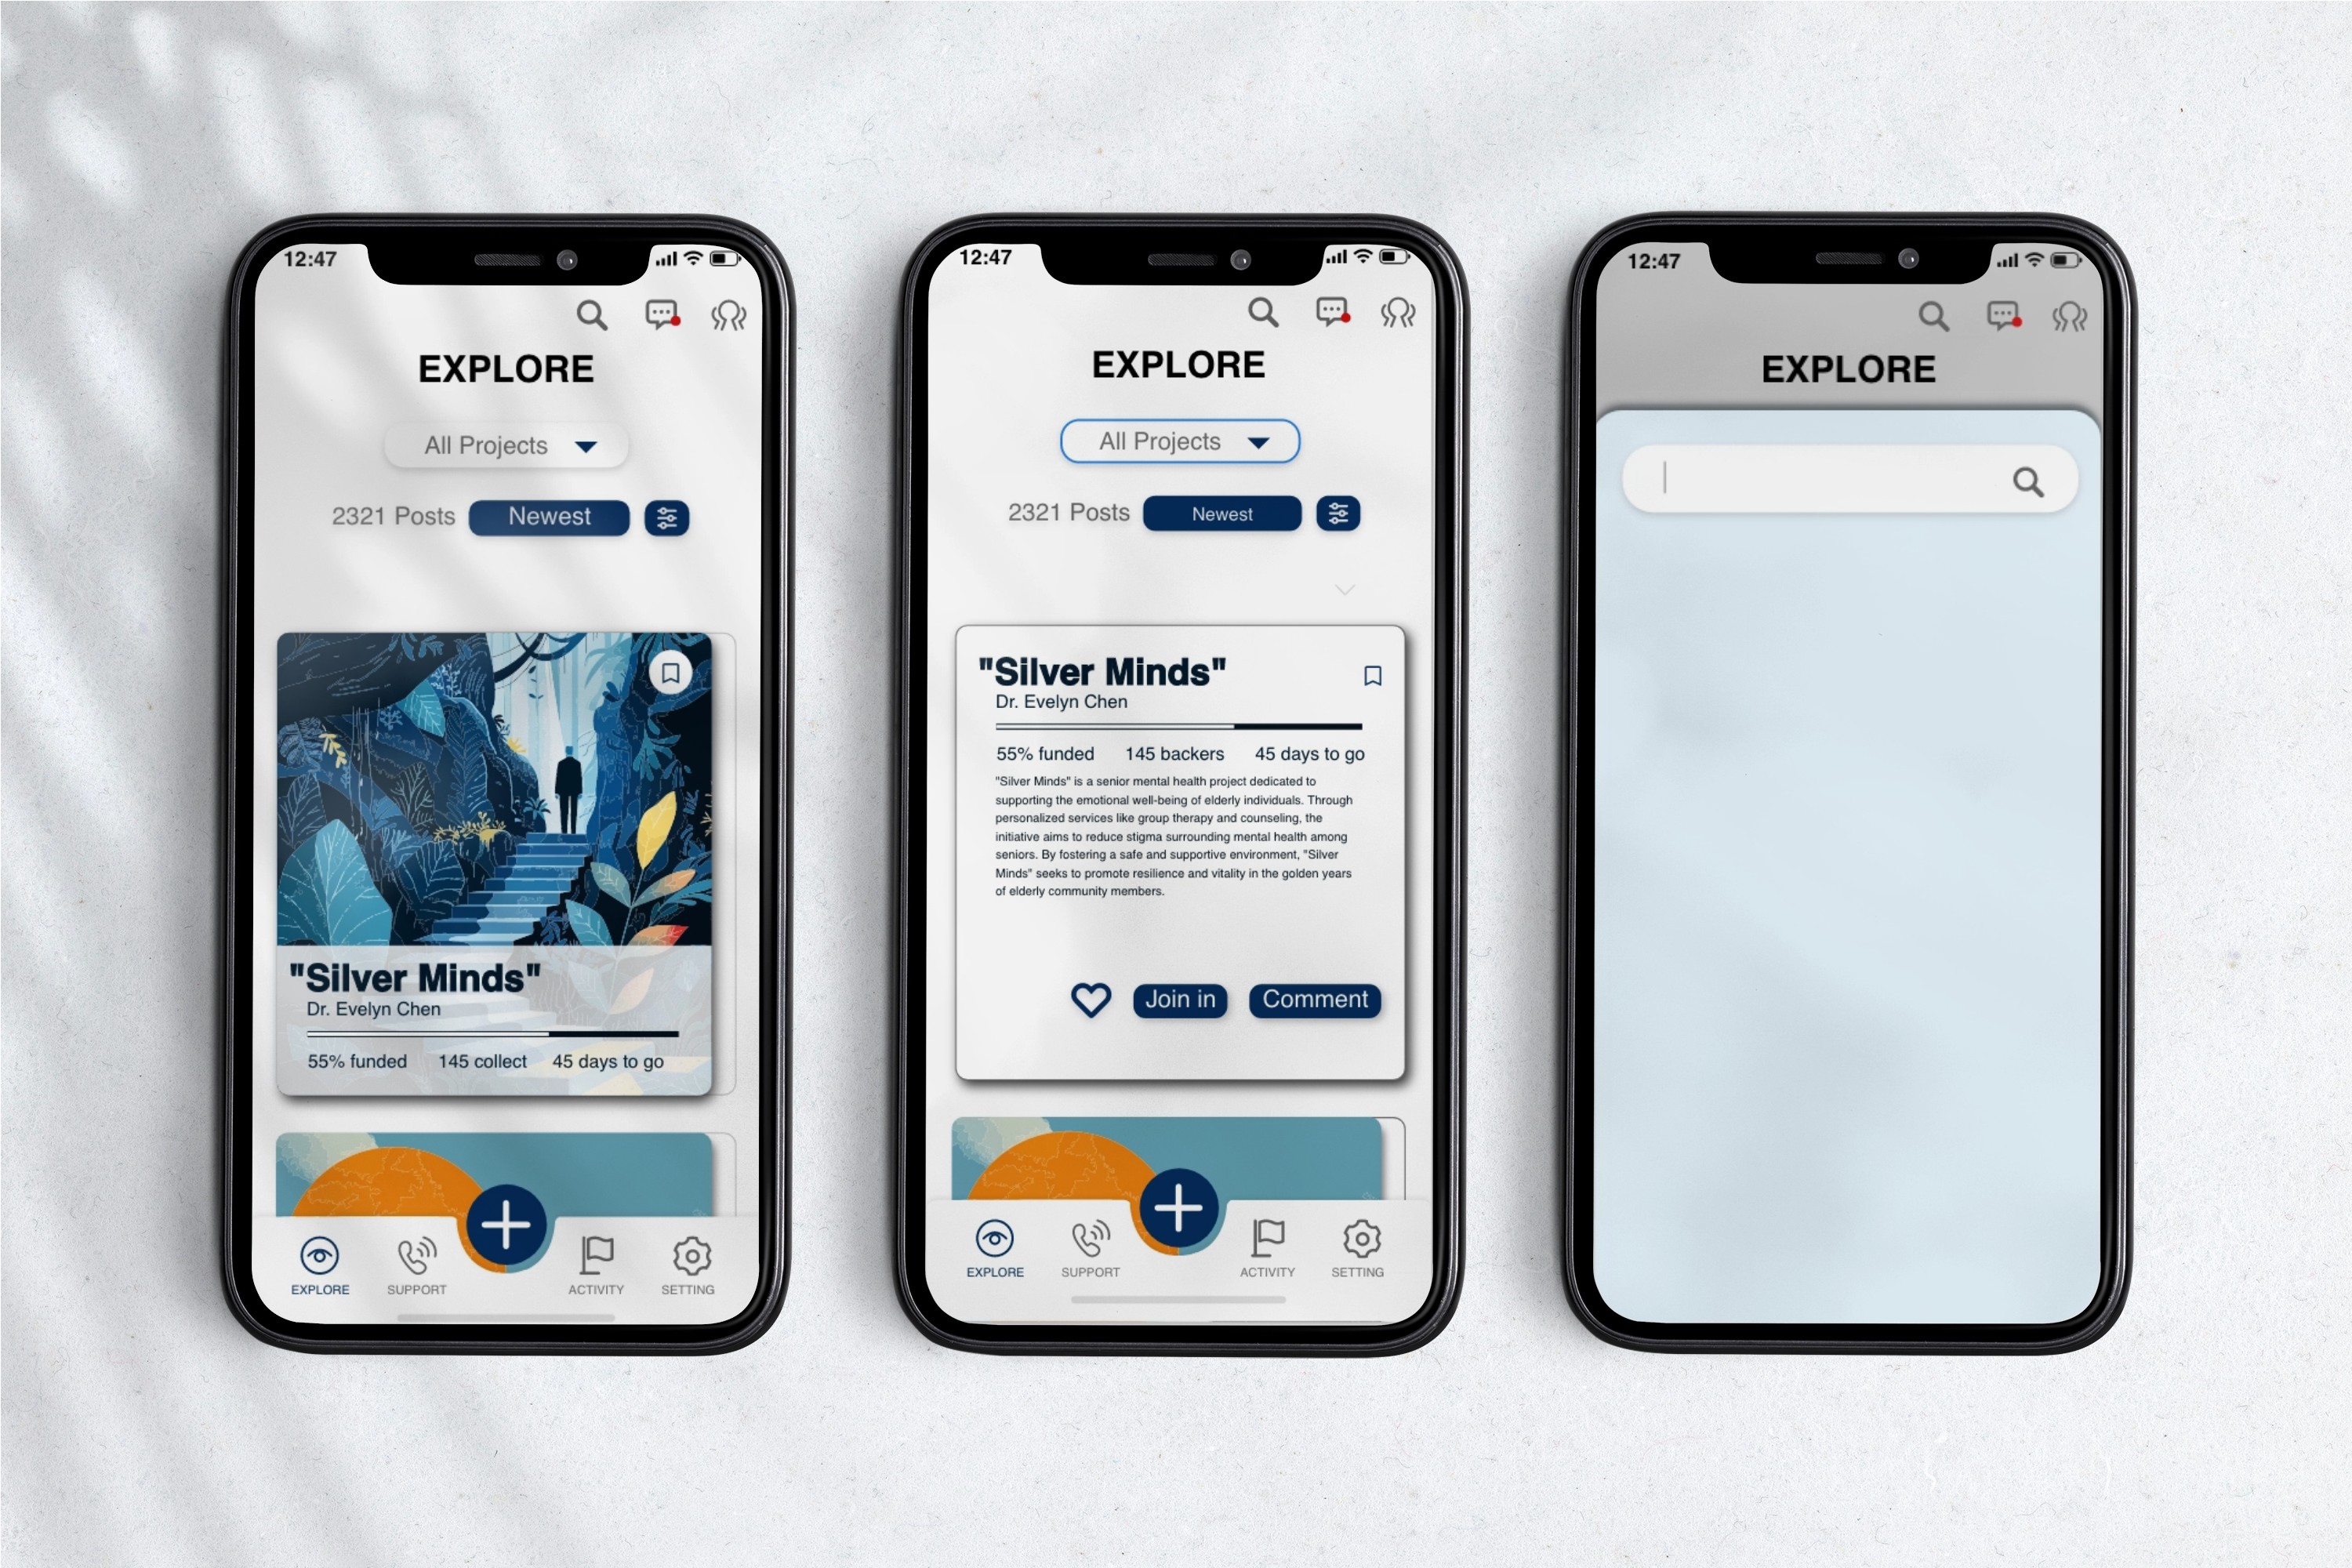 12:47
EXPLORE
All Projects
2321 Posts Newest
"Silver Minds"
Dr. Evelyn Chen
55% funded 145 collect 45 days to go
EXPLORE SUPPORT ACTIVITY SETTING
12:47
EXPLORE
All Projects
2321 Posts Newest
"Silver Minds"
Dr. Evelyn Chen
55% funded 145 backers 45 days to go
"Silver Minds" is a senior mental health project dedicated to
supporting the emotional well-being of elderly individuals. Through
personalized services like group therapy and counseling, the
initiative aims to reduce stigma surrounding mental health among
seniors. By fostering a safe and supportive environment, "Silver
Minds" seeks to promote resilience and vitality in the golden years
of elderly community members.
Join in Comment
EXPLORE SUPPORT ACTIVITY SETTING
12:47
EXPLORE